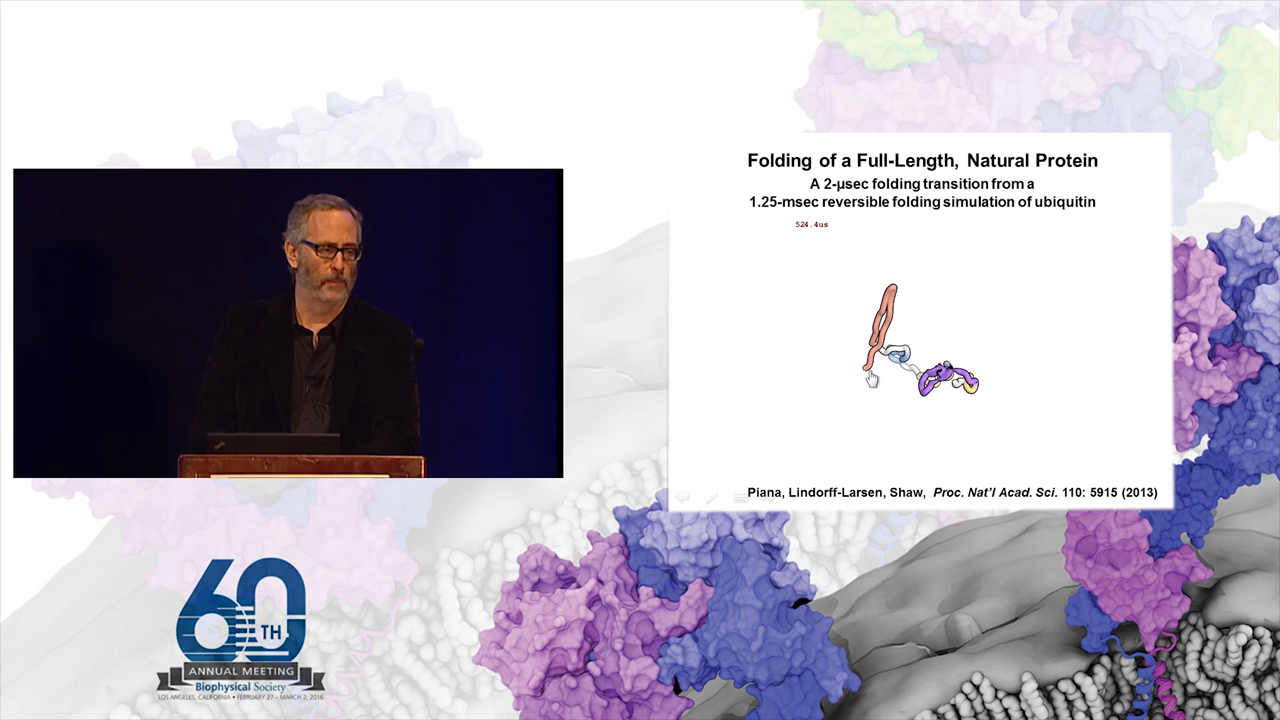 Folding of a Full-Length, Natural Protein
A 2-µsec folding transition from a
1.25-msec reversible folding simulation of ubiquitin
524.4us
Piana, Lindorff-Larsen, Shaw, Proc. Nat'l Acad. Sci. 110: 5915 (2013)
60TH
ANNUAL MEETING
Biophysical Society
LOS ANGELES, CALIFORNIA • FEBRUARY 27 – MARCH 2, 2016